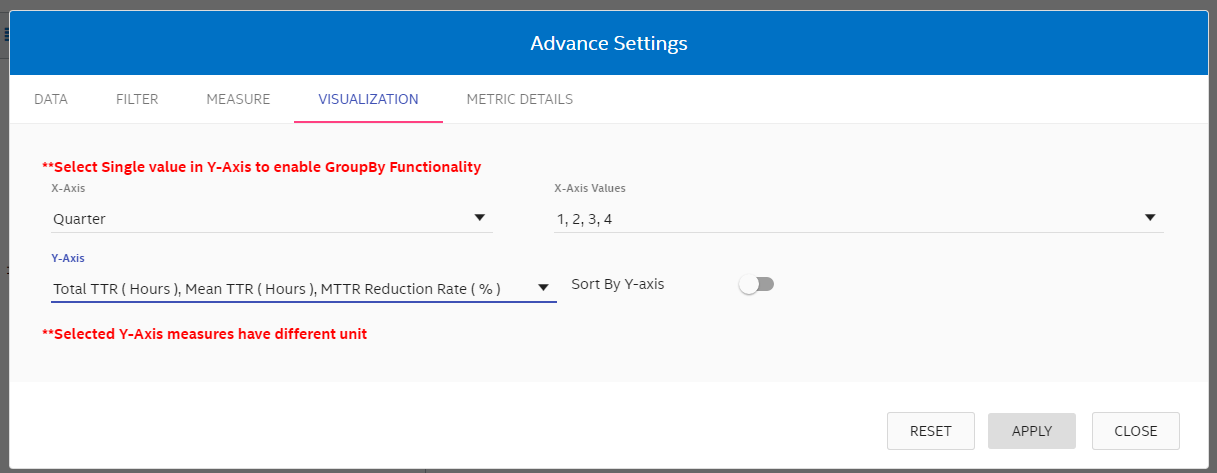 Advance Settings
DATA FILTER MEASURE VISUALIZATION METRIC DETAILS
**Select Single value in Y-Axis to enable GroupBy Functionality
X-Axis X-Axis Values
Quarter 1, 2, 3, 4
Y-Axis
Total TTR ( Hours ), Mean TTR ( Hours ), MTTR Reduction Rate ( % ) Sort By Y-axis
**Selected Y-Axis measures have different unit
RESET APPLY CLOSE